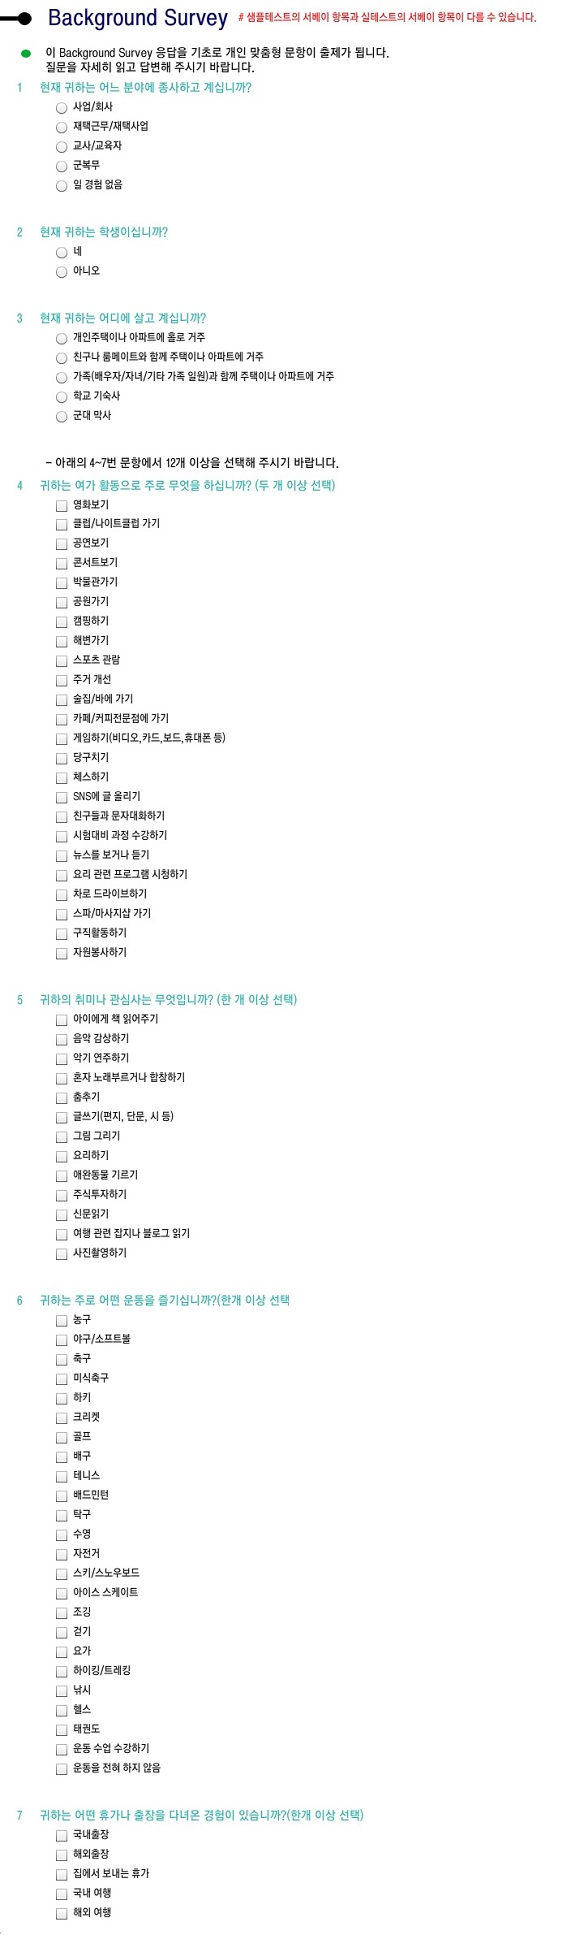 Background Survey # 샘플테스트의 서베이 항목과 실테스트의 서베이 항목이 다를 수 있습니다.
이 Background Survey 응답을 기초로 개인 맞춤형 문항이 출제가 됩니다.
질문을 자세히 읽고 답변해 주시기 바랍니다.
1 현재 귀하는 어느 분야에 종사하고 계십니까?
사업/회사
재택근무/재택사업
교사/교육자
군복무
일 경험 없음
2 현재 귀하는 학생이십니까?
네
아니오
3 현재 귀하는 어디에 살고 계십니까?
개인주택이나 아파트에 홀로 거주
친구나 룸메이트와 함께 주택이나 아파트에 거주
가족(배우자/자녀/기타 가족 일원)과 함께 주택이나 아파트에 거주
학교 기숙사
군대 막사
- 아래의 4~7번 문항에서 12개 이상을 선택해 주시기 바랍니다.
4 귀하는 여가 활동으로 주로 무엇을 하십니까? (두 개 이상 선택)
영화보기
클럽/나이트클럽 가기
공연보기
콘서트보기
박물관가기
공원가기
캠핑하기
해변가기
스포츠 관람
주거 개선
술집/바에 가기
카페/커피전문점에 가기
게임하기(비디오,카드,보드,휴대폰 등)
당구치기
체스하기
SNS에 글 올리기
친구들과 문자대화하기
시험대비 과정 수강하기
뉴스를 보거나 듣기
요리 관련 프로그램 시청하기
차로 드라이브하기
스파/마사지샵 가기
구직활동하기
자원봉사하기
5 귀하의 취미나 관심사는 무엇입니까? (한 개 이상 선택)
아이에게 책 읽어주기
음악 감상하기
악기 연주하기
혼자 노래부르거나 합창하기
춤추기
글쓰기(편지, 단문, 시 등)
그림 그리기
요리하기
애완동물 기르기
주식투자하기
신문읽기
여행 관련 잡지나 블로그 읽기
사진촬영하기
6 귀하는 주로 어떤 운동을 즐기십니까?(한개 이상 선택
농구
야구/소프트볼
축구
미식축구
하키
크리켓
골프
배구
테니스
배드민턴
탁구
수영
자전거
스키/스노우보드
아이스 스케이트
조깅
걷기
요가
하이킹/트레킹
낚시
헬스
태권도
운동 수업 수강하기
운동을 전혀 하지 않음
7 귀하는 어떤 휴가나 출장을 다녀온 경험이 있습니까?(한개 이상 선택)
국내출장
해외출장
집에서 보내는 휴가
국내 여행
해외 여행